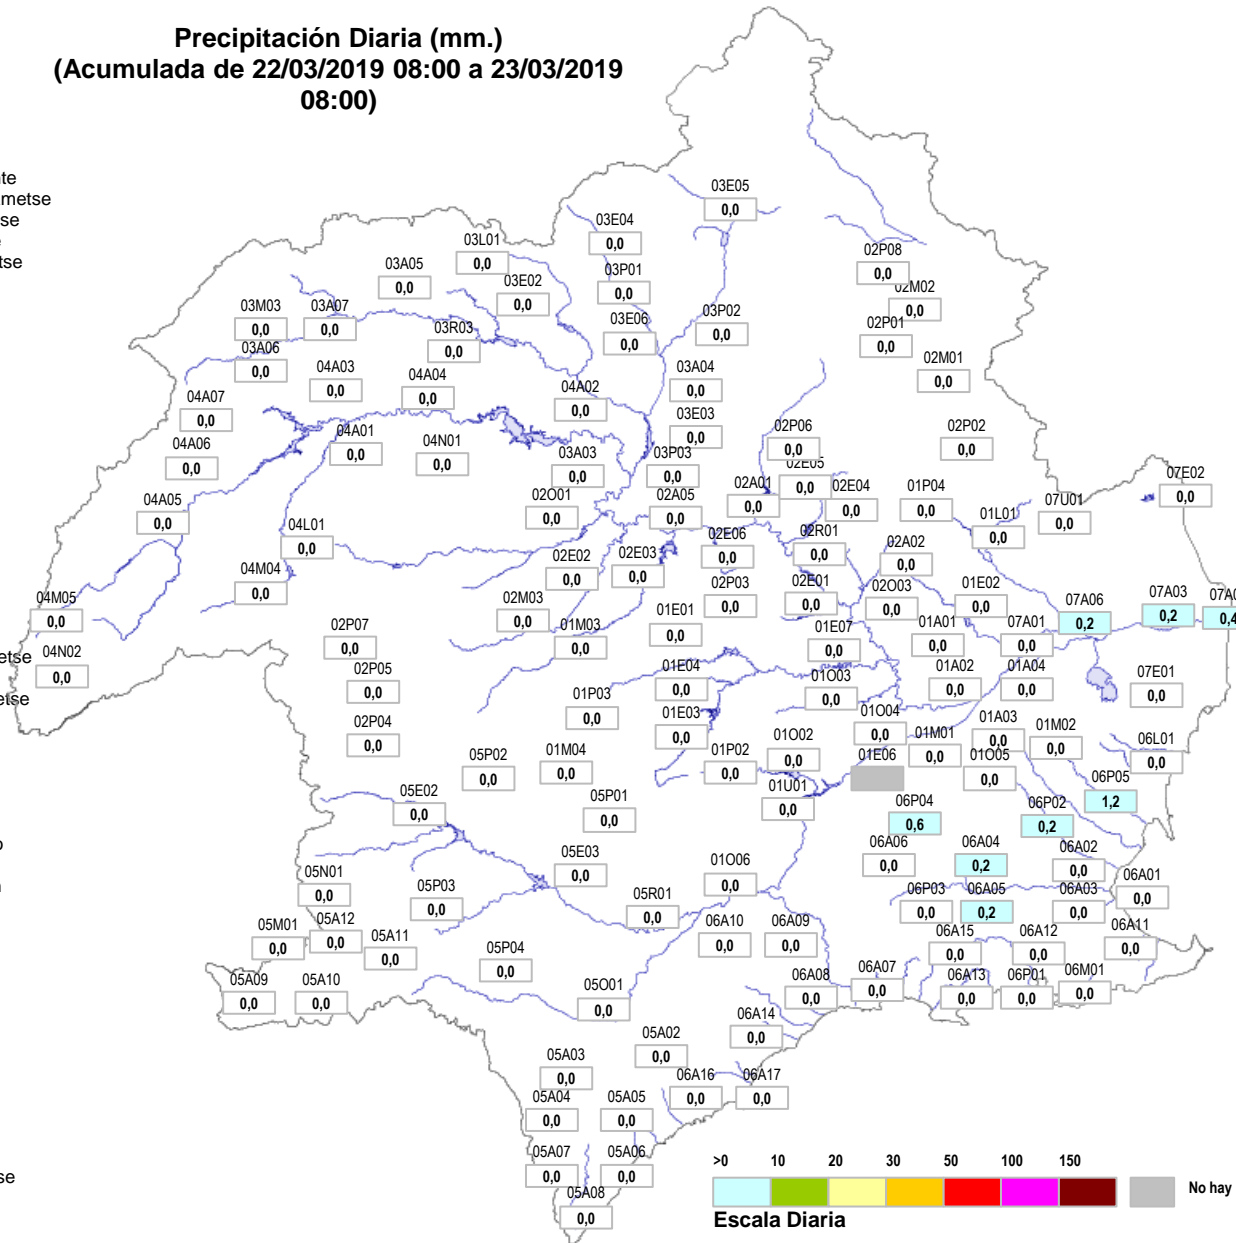 Precipitación Diaria (mm.)
(Acumulada de 22/03/2019 08:00 a 23/03/2019
08:00)
03E05
0,0
03E04
0,0
03L01
0,0
02P08
0,0
03A05
0,0
03P01
0,0
03E02
0,0
02M02
0,0
03M03
0,0
03A07
0,0
03P02
0,0
03R03
0,0
03E06
0,0
02P01
0,0
03A06
0,0
04A03
0,0
04A04
0,0
03A04
0,0
02M01
0,0
04A07
0,0
04A02
0,0
03E03
0,0
04A06
0,0
04A01
0,0
04N01
0,0
02P06
0,0
02P02
0,0
03A03
0,0
03P03
0,0
02E05
0,0
07E02
0,0
04A05
0,0
02O01
0,0
02A05
0,0
02A01
0,0
02E04
0,0
01P04
0,0
07U01
0,0
01L01
0,0
04L01
0,0
02E02
0,0
02E03
0,0
02E06
0,0
02R01
0,0
02A02
0,0
04M04
0,0
04M05
0,0
02M03
0,0
02P03
0,0
02E01
0,0
02O03
0,0
01E02
0,0
07A06
0,2
07A03
0,2
0,4
02P07
0,0
01M03
0,0
01E01
0,0
01E07
0,0
01A01
0,0
07A01
0,0
04N02
0,0
02P05
0,0
01E04
0,0
01O03
0,0
01A02
0,0
01A04
0,0
07E01
0,0
02P04
0,0
01P03
0,0
01E03
0,0
01O04
0,0
01A03
0,0
01M02
0,0
05P02
0,0
01M04
0,0
01P02
0,0
01O02
0,0
01E06
01M01
0,0
01O05
0,0
06L01
0,0
05E02
0,0
05P01
0,0
01U01
0,0
06P04
0,6
06P02
0,2
06P05
1,2
05E03
0,0
01O06
0,0
06A06
0,0
06A04
0,2
06A02
0,0
05N01
0,0
05P03
0,0
05R01
0,0
06P03
0,0
06A05
0,2
06A03
0,0
06A01
0,0
05M01
0,0
05A12
0,0
05A11
0,0
05P04
0,0
06A10
0,0
06A09
0,0
06A15
0,0
06A12
0,0
06A11
0,0
05A09
0,0
05A10
0,0
05O01
0,0
06A08
0,0
06A07
0,0
06A13
0,0
06P01
0,0
06M01
0,0
05A03
0,0
05A02
0,0
06A14
0,0
05A04
0,0
05A05
0,0
06A16
0,0
06A17
0,0
05A07
0,0
05A06
0,0
05A08
0,0
>0 10 20 30 50 100 150
No hay
Escala Diaria